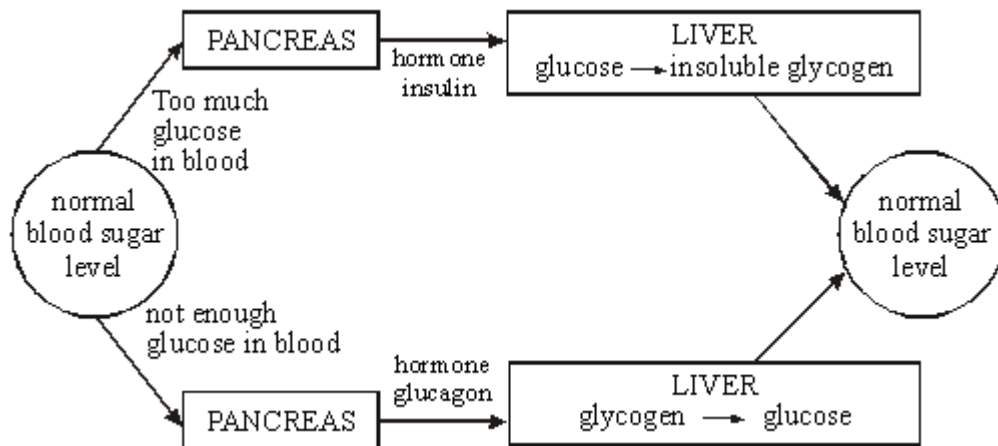 PANCREAS
hormone
insulin
LIVER
glucose → insoluble glycogen
Too much
glucose
in blood
normal
blood sugar
level
normal
blood sugar
level
not enough
glucose in blood
PANCREAS
hormone
glucagon
LIVER
glycogen → glucose